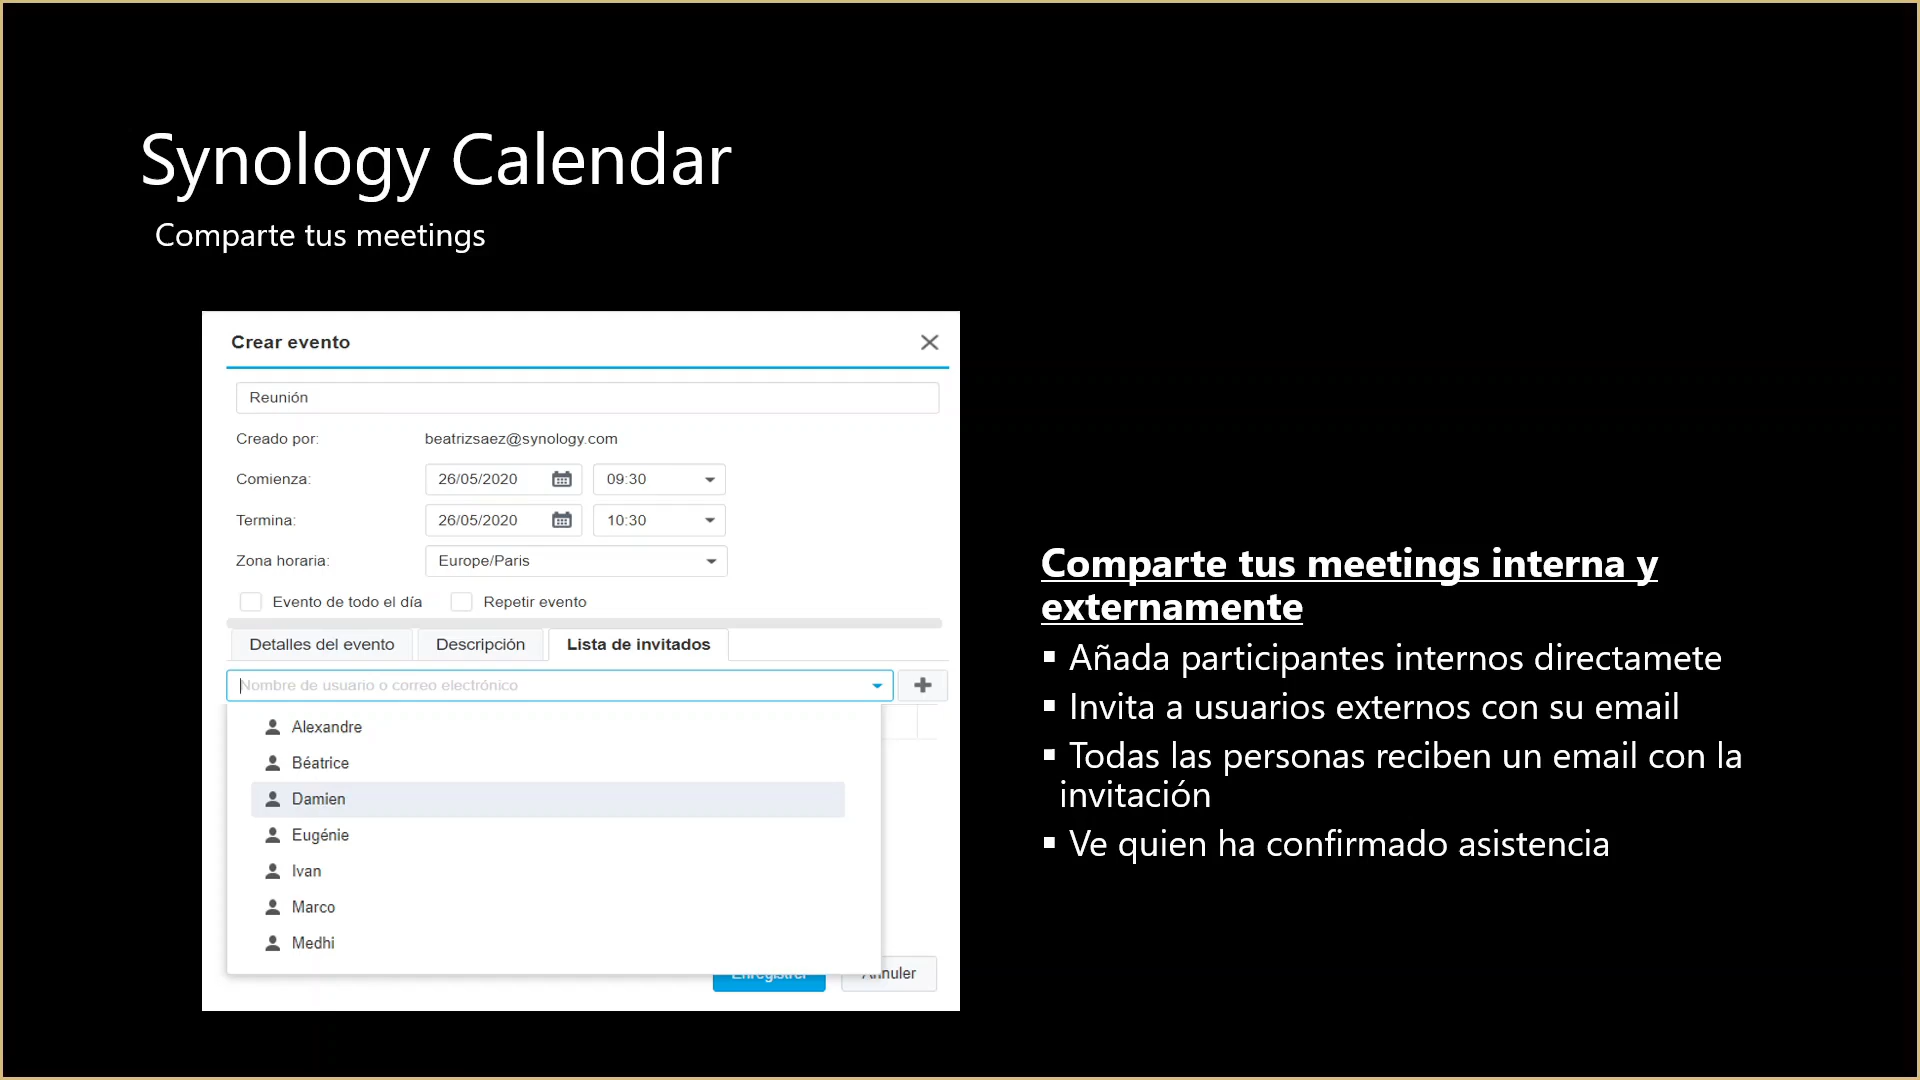 Synology Calendar
Comparte tus meetings
Crear evento
Reunión
Creado por: beatrizsaez@synology.com
Comienza: 26/05/2020 09:30
Termina: 26/05/2020 10:30
Zona horaria: Europe/Paris
Evento de todo el día Repetir evento
Detalles del evento Descripción Lista de invitados
Nombre de usuario o correo electrónico
Alexandre
Béatrice
Damien
Eugénie
Ivan
Marco
Medhi
Enregistrer Annuler
Comparte tus meetings interna y
externamente
▪ Añada participantes internos directamete
▪ Invita a usuarios externos con su email
▪ Todas las personas reciben un email con la
invitación
▪ Ve quien ha confirmado asistencia